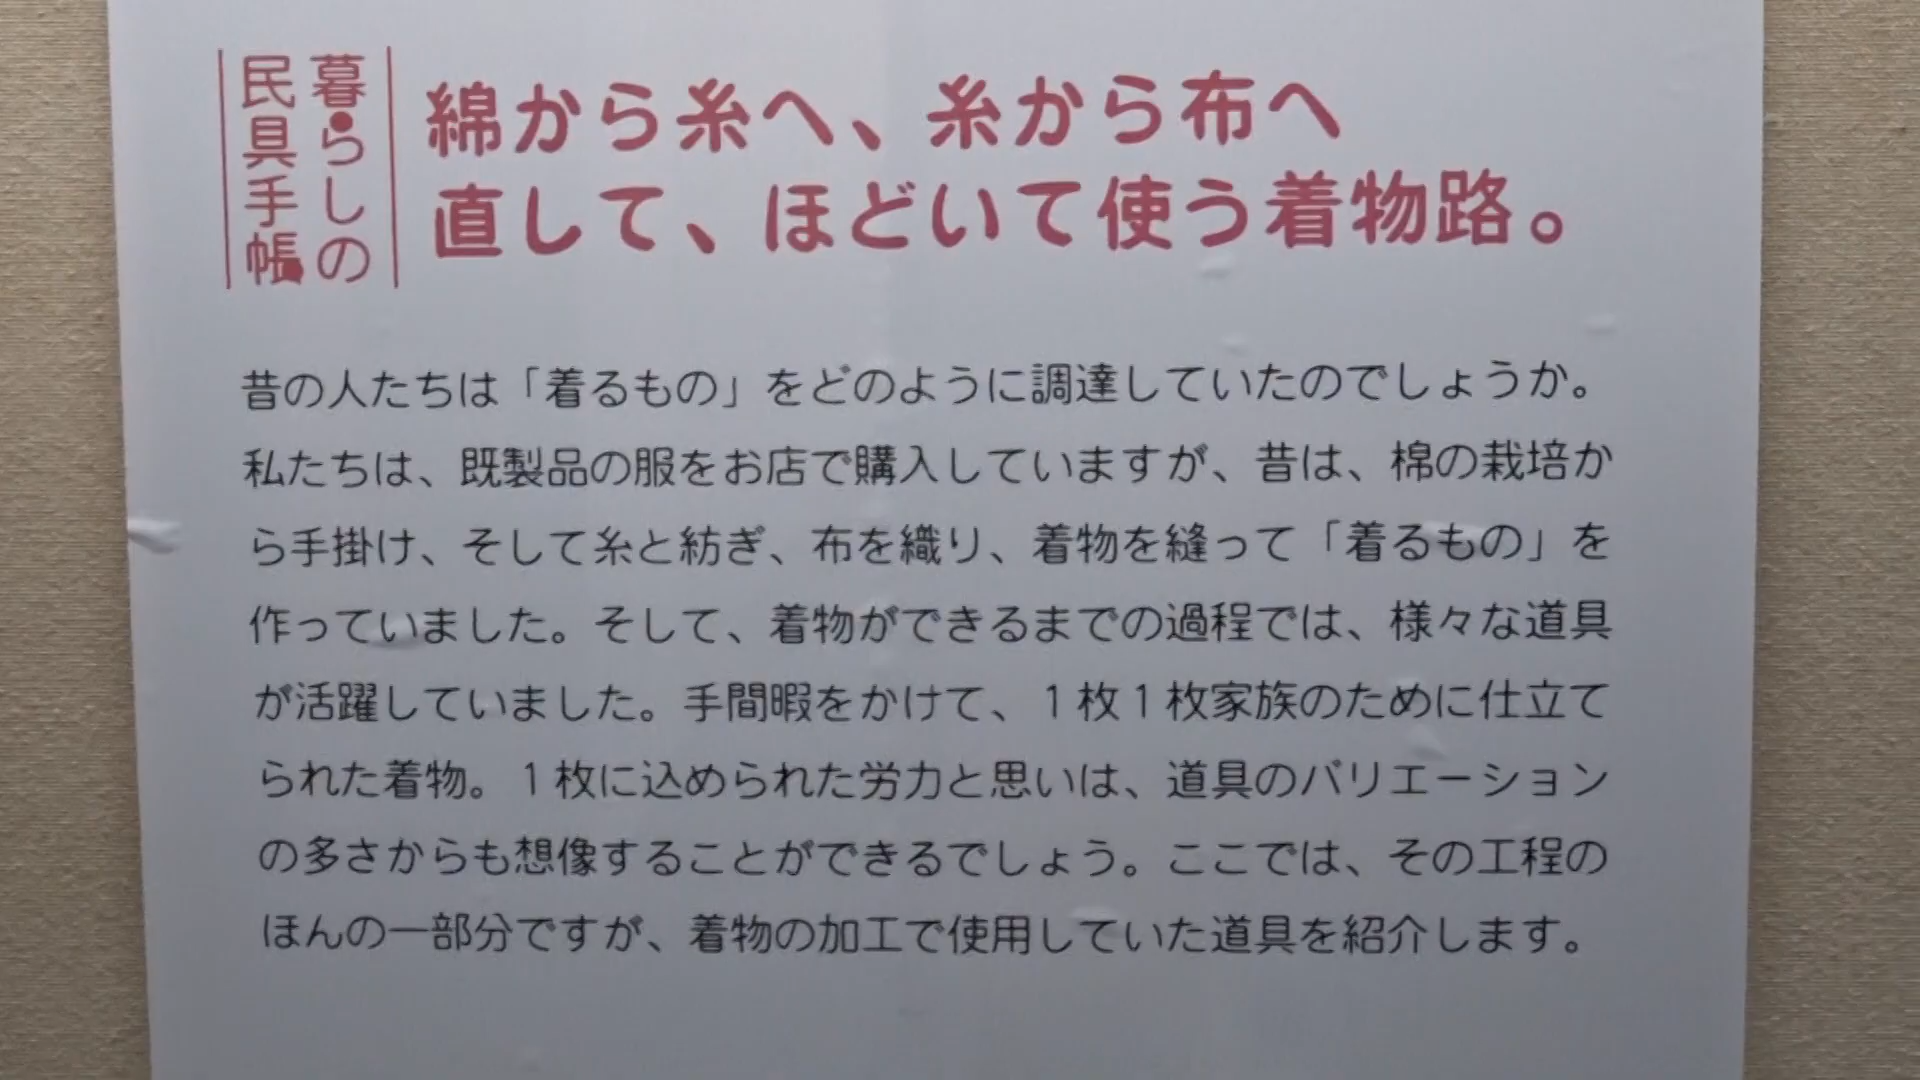 暮らしの
民具手帳
綿から糸へ、糸から布へ
直して、ほどいて使う着物路。
昔の人たちは「着るもの」をどのように調達していたのでしょうか。
私たちは、既製品の服をお店で購入していますが、昔は、棉の栽培か
ら手掛け、そして糸と紡ぎ、布を織り、着物を縫って「着るもの」を
作っていました。そして、着物ができるまでの過程では、様々な道具
が活躍していました。手間暇をかけて、１枚１枚家族のために仕立て
られた着物。１枚に込められた労力と思いは、道具のバリエーション
の多さからも想像することができるでしょう。ここでは、その工程の
ほんの一部分ですが、着物の加工で使用していた道具を紹介します。